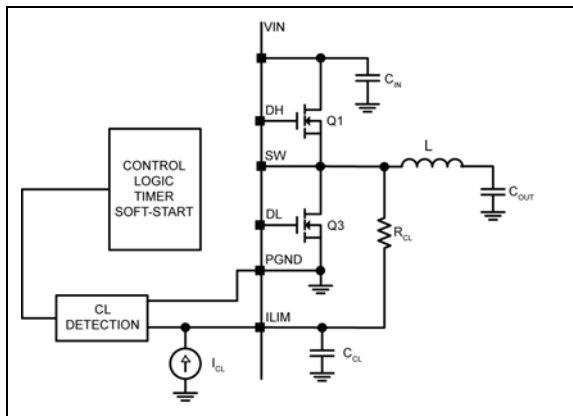 VIN
C_IN
DH
Q1
SW
L
CONTROL
LOGIC
TIMER
SOFT-START
C_OUT
DL
Q3
R_CL
PGND
CL
DETECTION
ILIM
I_CL
C_CL